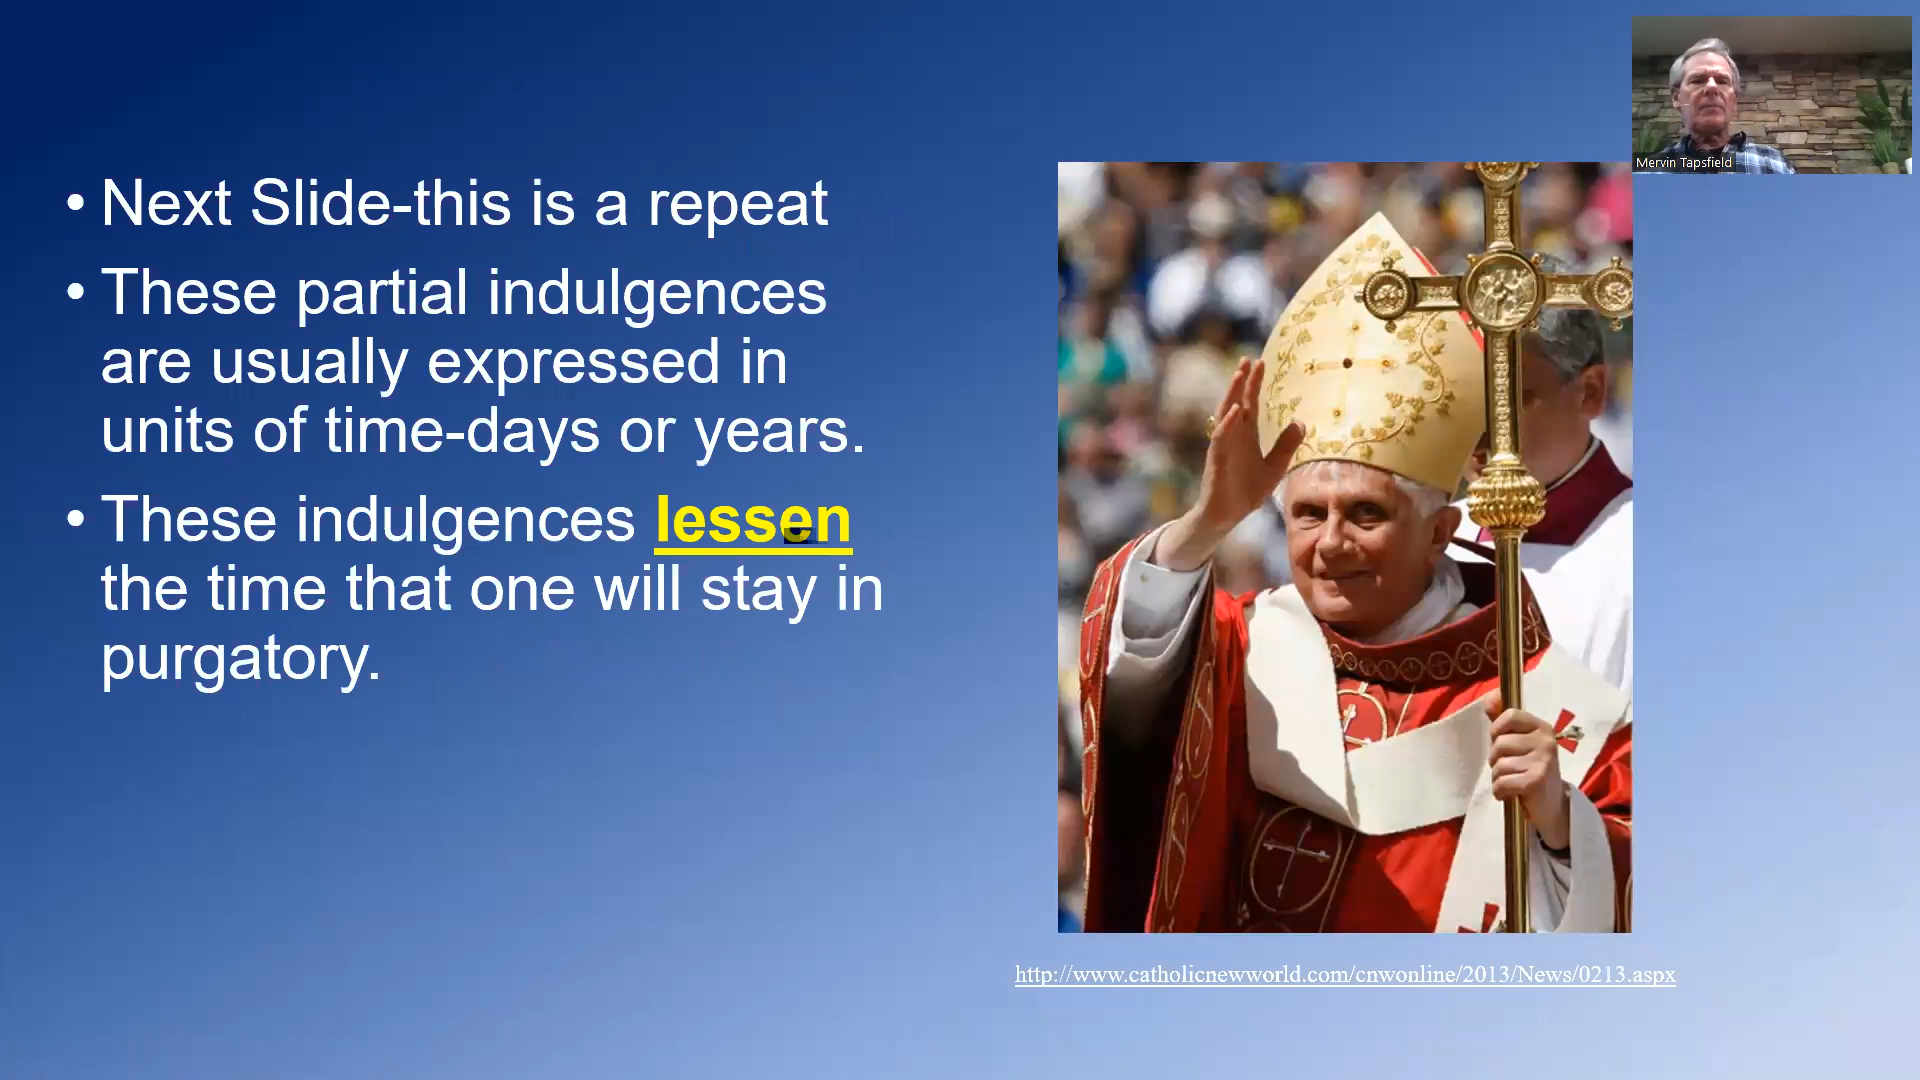 • Next Slide-this is a repeat
• These partial indulgences
are usually expressed in
units of time-days or years.
• These indulgences lessen
the time that one will stay in
purgatory.
Mervin Tapsfield
http://www.catholicnewworld.com/cnwonline/2013/News/0213.aspx